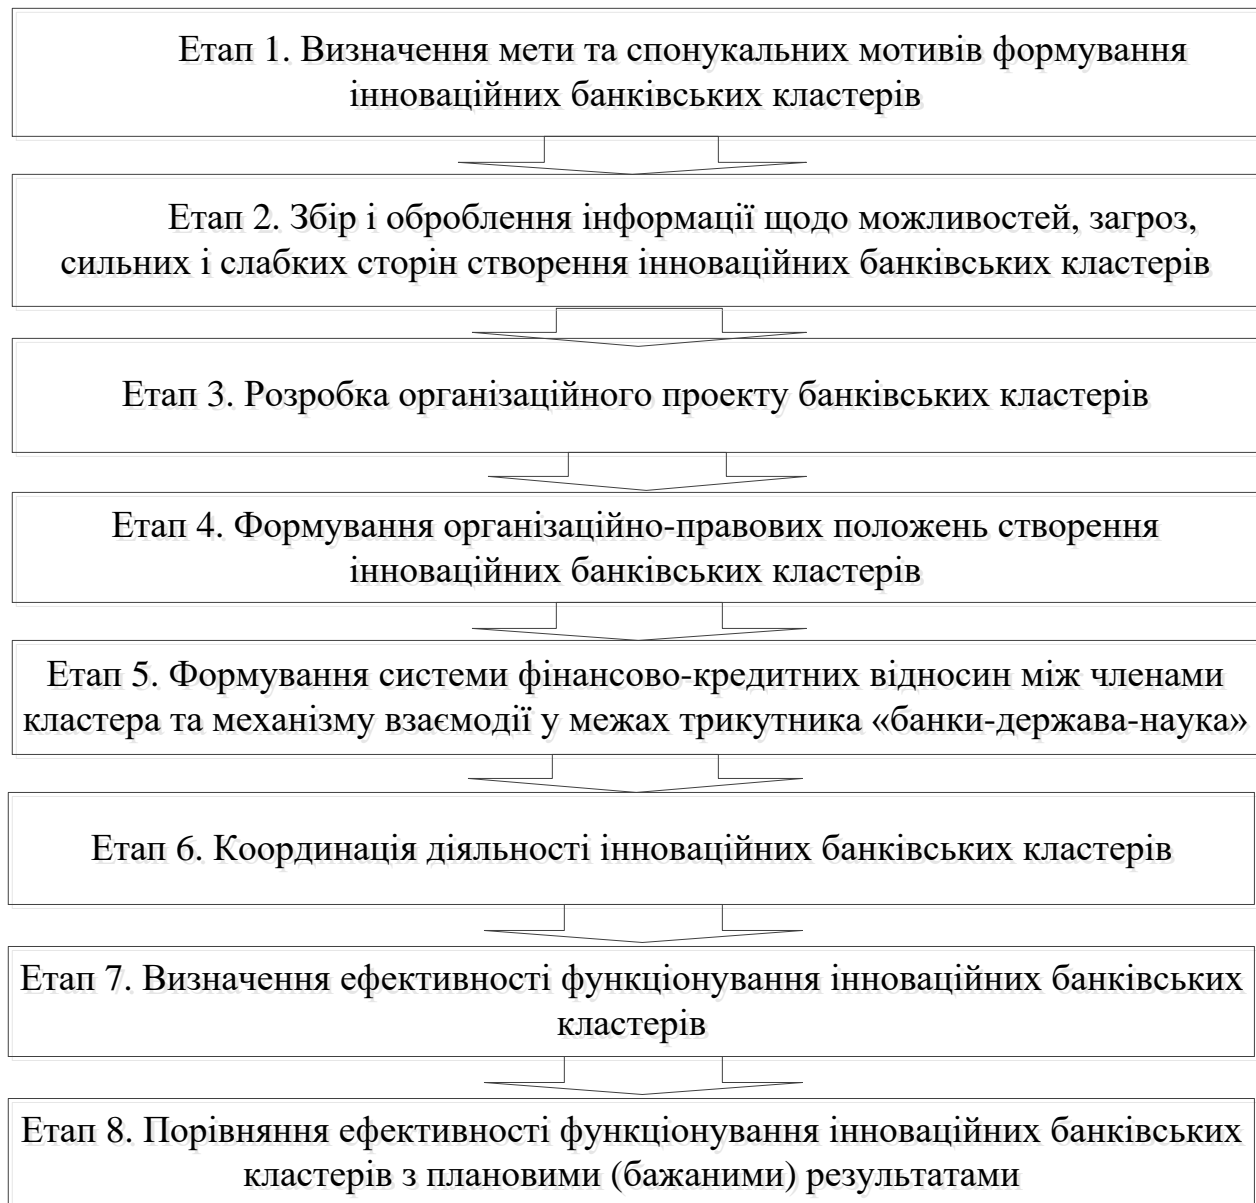 Етап 1. Визначення мети та спонукальних мотивів формування
інноваційних банківських кластерів
Етап 2. Збір і оброблення інформації щодо можливостей, загроз,
сильних і слабких сторін створення інноваційних банківських кластерів
Етап 3. Розробка організаційного проекту банківських кластерів
Етап 4. Формування організаційно-правових положень створення
інноваційних банківських кластерів
Етап 5. Формування системи фінансово-кредитних відносин між членами
кластера та механізму взаємодії у межах трикутника «банки-держава-наука»
Етап 6. Координація діяльності інноваційних банківських кластерів
Етап 7. Визначення ефективності функціонування інноваційних банківських
кластерів
Етап 8. Порівняння ефективності функціонування інноваційних банківських
кластерів з плановими (бажаними) результатами